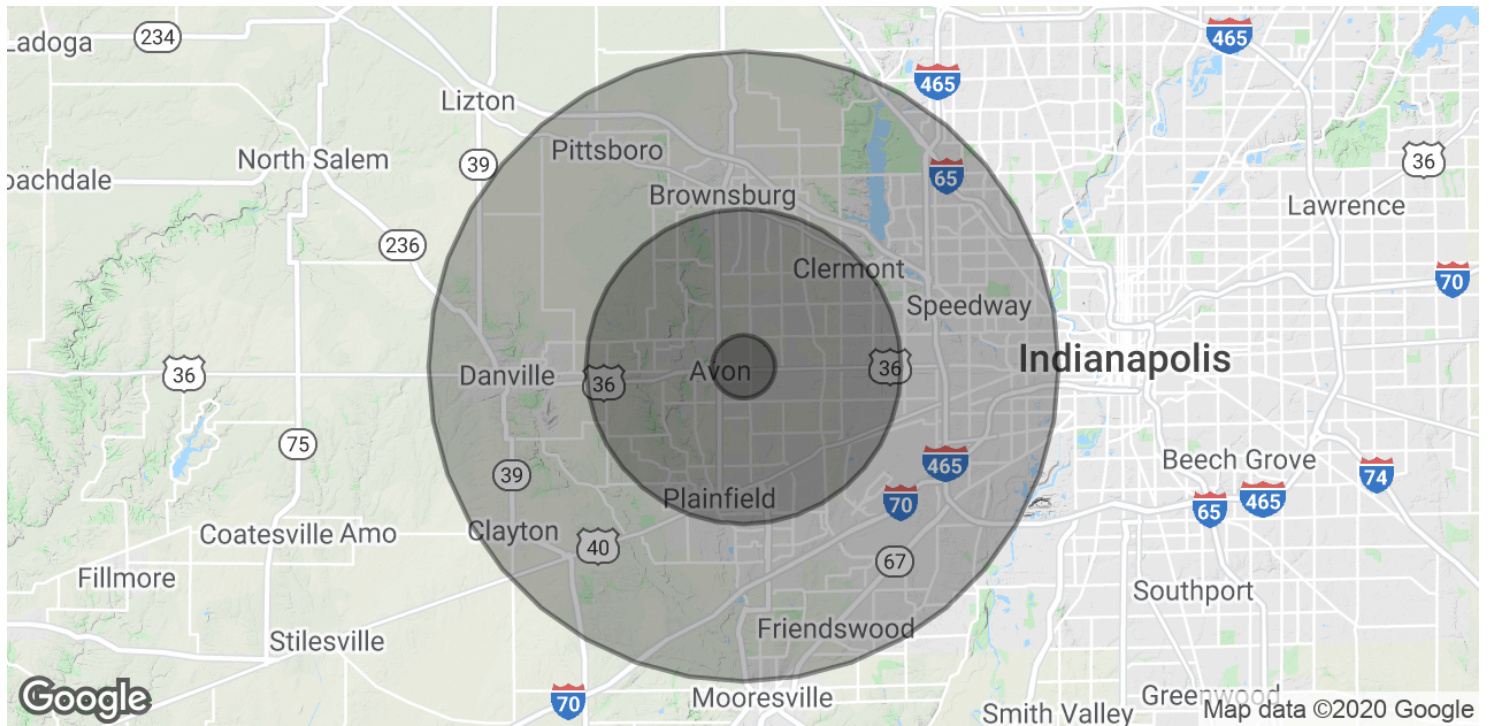 Ladoga
234
465
465
Lizton
North Salem
39
Pittsboro
36
65
oachdale
Brownsburg
Lawrence
236
Clermont
70
Speedway
Indianapolis
36
Danville
36
Avon
36
75
39
465
Beech Grove
74
Plainfield
70
65
465
Coatesville Amo
Clayton
40
67
Fillmore
Southport
Stilesville
Friendswood
Google
70
Mooresville
Smith Valley
Greenwood
Map data ©2020 Google